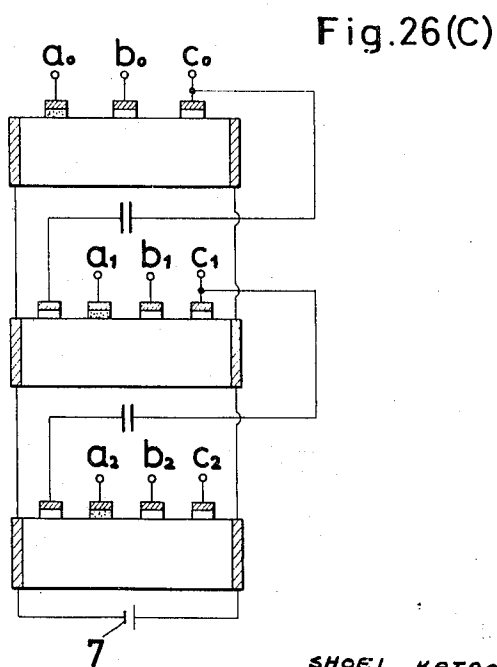 Fig.26(C)
a₀ b₀ c₀
a₁ b₁ c₁
a₂ b₂ c₂
7
SHOEI